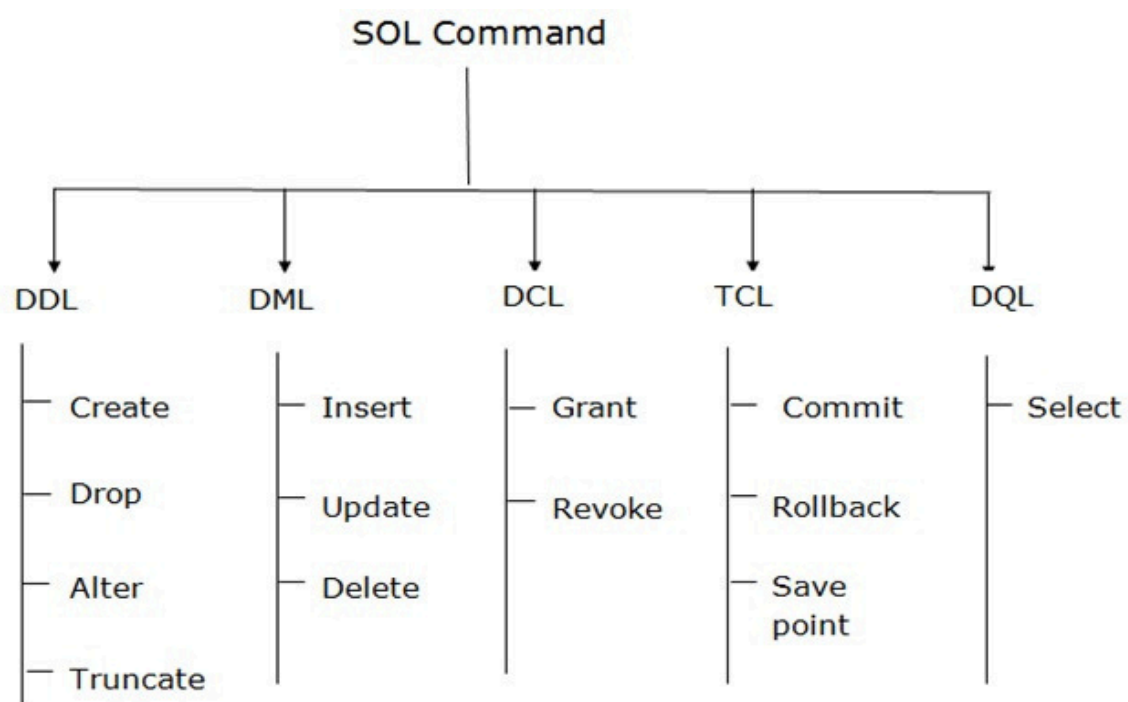 SOL Command
DDL
Create
Drop
Alter
Truncate
DML
Insert
Update
Delete
DCL
Grant
Revoke
TCL
Commit
Rollback
Save
point
DQL
Select